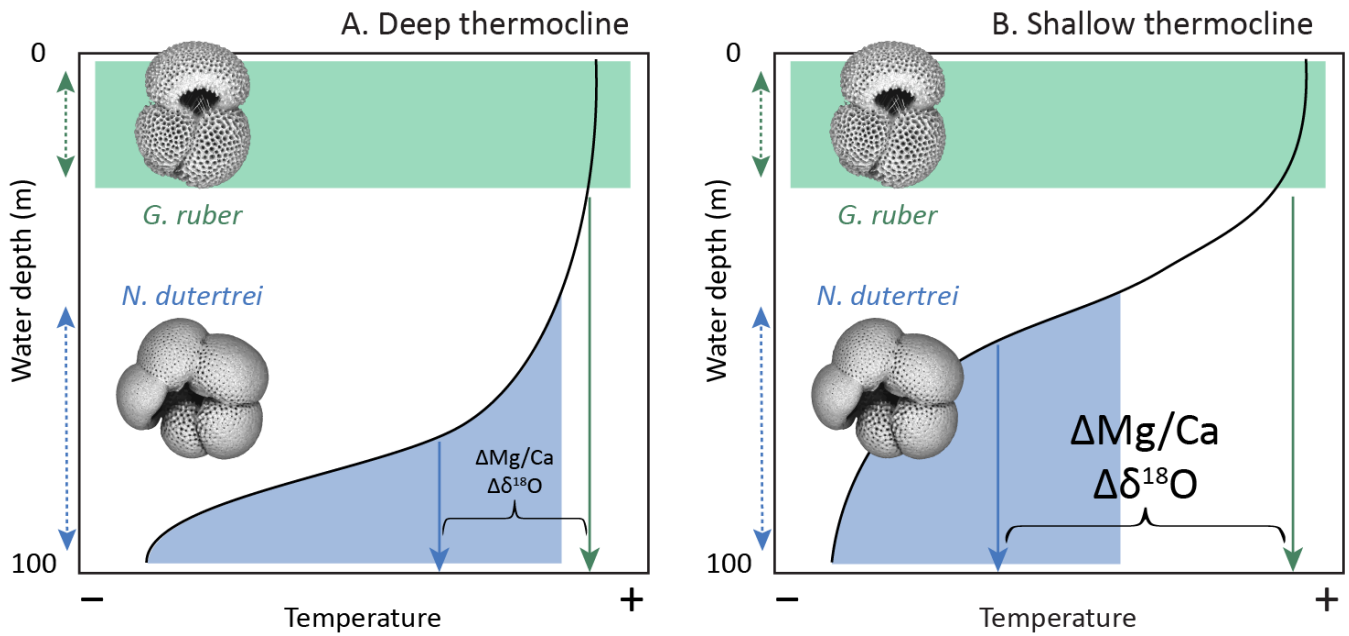 A. Deep thermocline
0
G. ruber
N. dutertrei
Water depth (m)
ΔMg/Ca
Δδ¹⁸O
100
− +
Temperature
B. Shallow thermocline
0
G. ruber
N. dutertrei
Water depth (m)
ΔMg/Ca
Δδ¹⁸O
100
− +
Temperature